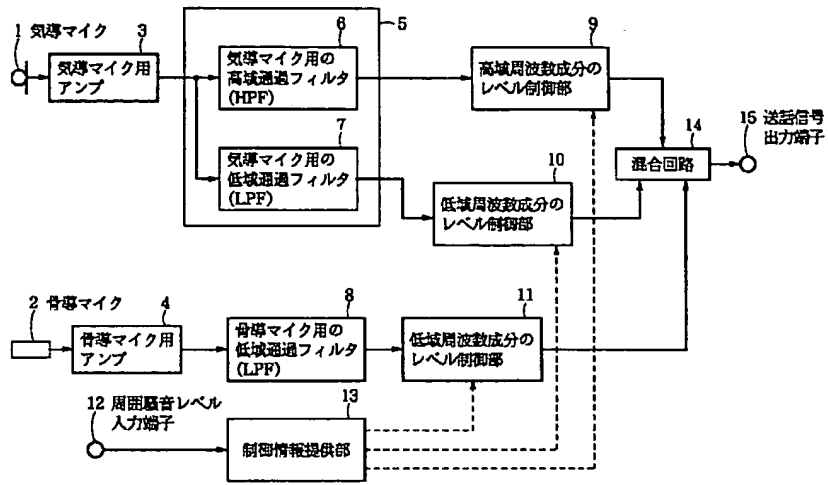 1 気導マイク
3
気導マイク用
アンプ
5
6
気導マイク用の
高域通過フィルタ
(HPF)
7
気導マイク用の
低域通過フィルタ
(LPF)
9
高域周波数成分の
レベル制御部
10
低域周波数成分の
レベル制御部
14
混合回路
15 送話信号
出力端子
2 骨導マイク
4
骨導マイク用
アンプ
8
骨導マイク用の
低域通過フィルタ
(LPF)
11
低域周波数成分の
レベル制御部
12 周囲騒音レベル
入力端子
13
制御情報提供部